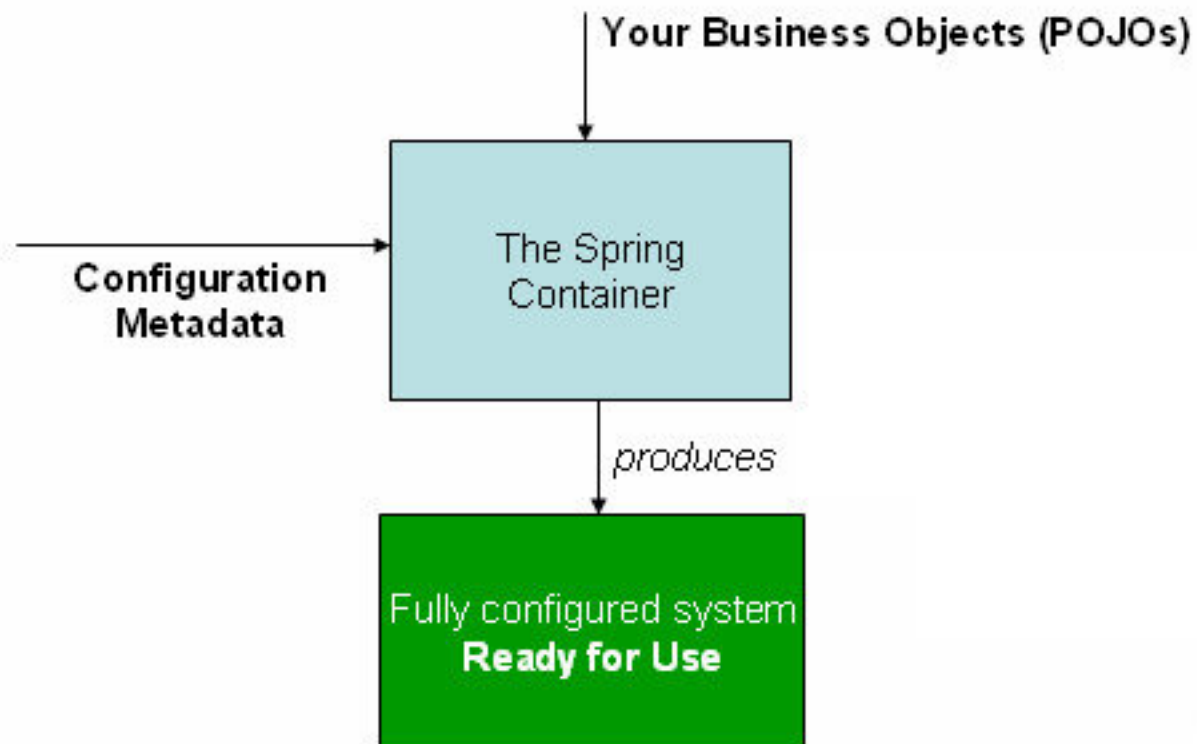 Your Business Objects (POJOs)
The Spring
Container
Configuration
Metadata
produces
Fully configured system
Ready for Use